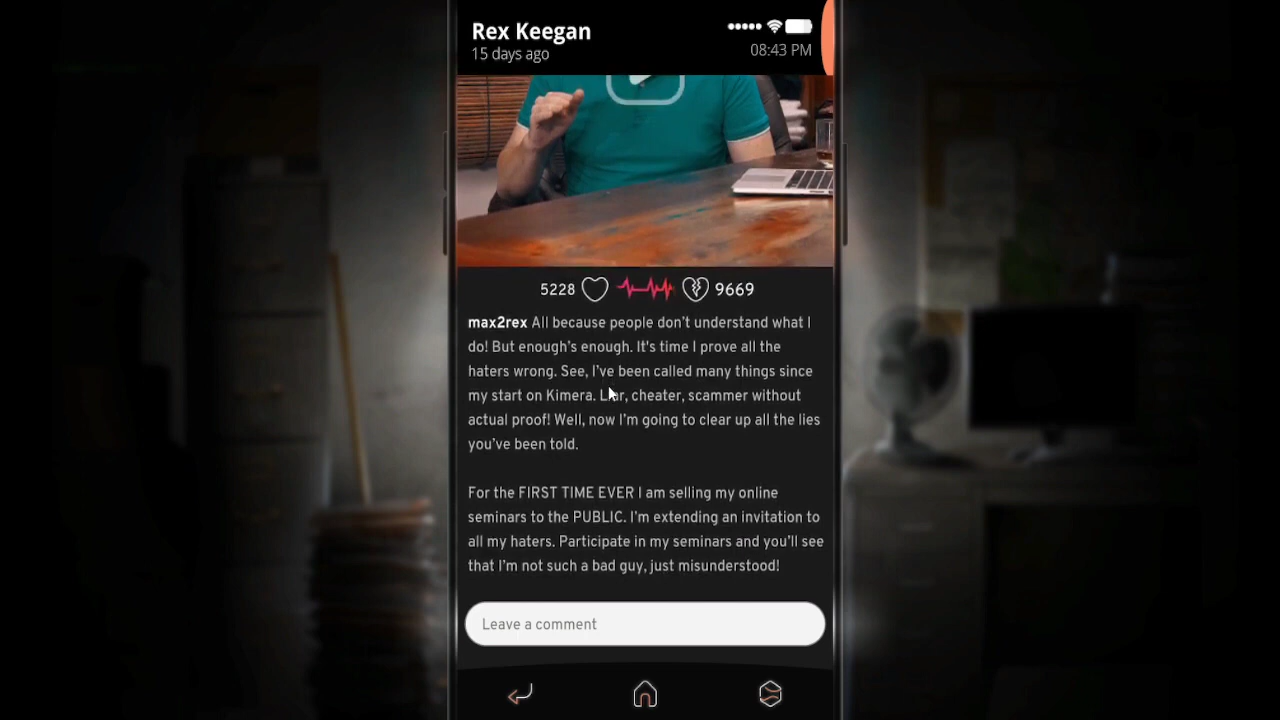 Rex Keegan
15 days ago
08:43 PM
5228
9669
max2rex All because people don't understand what I
do! But enough's enough. It's time I prove all the
haters wrong. See, I've been called many things since
my start on Kimera. Liar, cheater, scammer without
actual proof! Well, now I'm going to clear up all the lies
you've been told.
For the FIRST TIME EVER I am selling my online
seminars to the PUBLIC. I'm extending an invitation to
all my haters. Participate in my seminars and you'll see
that I'm not such a bad guy, just misunderstood!
Leave a comment